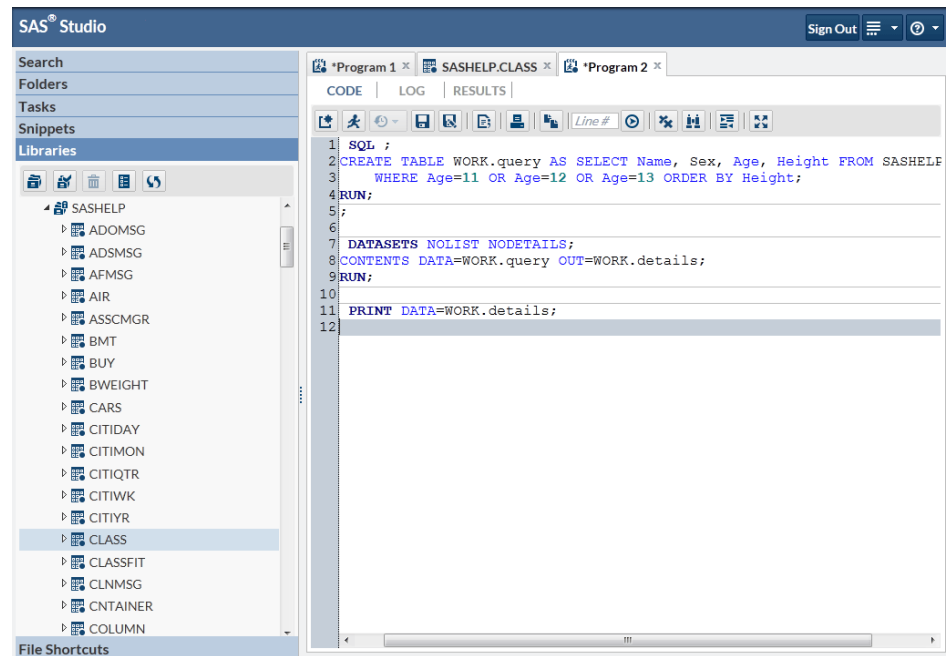 SAS® Studio
Sign Out
Search
Folders
Tasks
Snippets
Libraries
SASHELP
ADOMSG
ADSMSG
AFMSG
AIR
ASSCMGR
BMT
BUY
BWEIGHT
CARS
CITIDAY
CITIMON
CITIQTR
CITIWK
CITIYR
CLASS
CLASSFIT
CLNMSG
CNTAINER
COLUMN
File Shortcuts
*Program 1 × SASHELP.CLASS × *Program 2 ×
CODE LOG RESULTS
Line #
1 SQL ;
2 CREATE TABLE WORK.query AS SELECT Name, Sex, Age, Height FROM SASHELP
3 WHERE Age=11 OR Age=12 OR Age=13 ORDER BY Height;
4 RUN;
5 ;
6
7 DATASETS NOLIST NODETAILS;
8 CONTENTS DATA=WORK.query OUT=WORK.details;
9 RUN;
10
11 PRINT DATA=WORK.details;
12